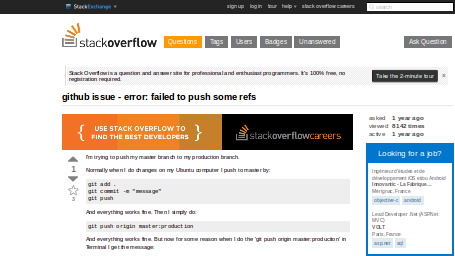 StackExchange
sign up log in tour help stack overflow careers
search
stackoverflow
Questions Tags Users Badges Unanswered Ask Question
Stack Overflow is a question and answer site for professional and enthusiast programmers. It's 100% free, no
registration required.
Take the 2-minute tour x
github issue - error: failed to push some refs
asked 1 year ago
viewed 8142 times
active 1 year ago
{ USE STACK OVERFLOW TO
FIND THE BEST DEVELOPERS }
stackoverflowcareers
I'm trying to push my master branch to my production branch.
1
Normally when I do changes on my Ubuntu computer I push to master by:
3
git add .
git commit -m "message"
git push
And everything works fine. Then I simply do:
git push origin master:production
And everything works fine. But now for some reason when I do the 'git push origin master:production' in
Terminal I get the message:
Looking for a job?
Ingénieur d'étude et de
développement iOS et/ou Android
Innovantic - La Fabrique...
Mérignac, France
objective-c android
Lead Developer .Net (ASP.Net
MVC)
VOLT
Paris, France
asp.net sql